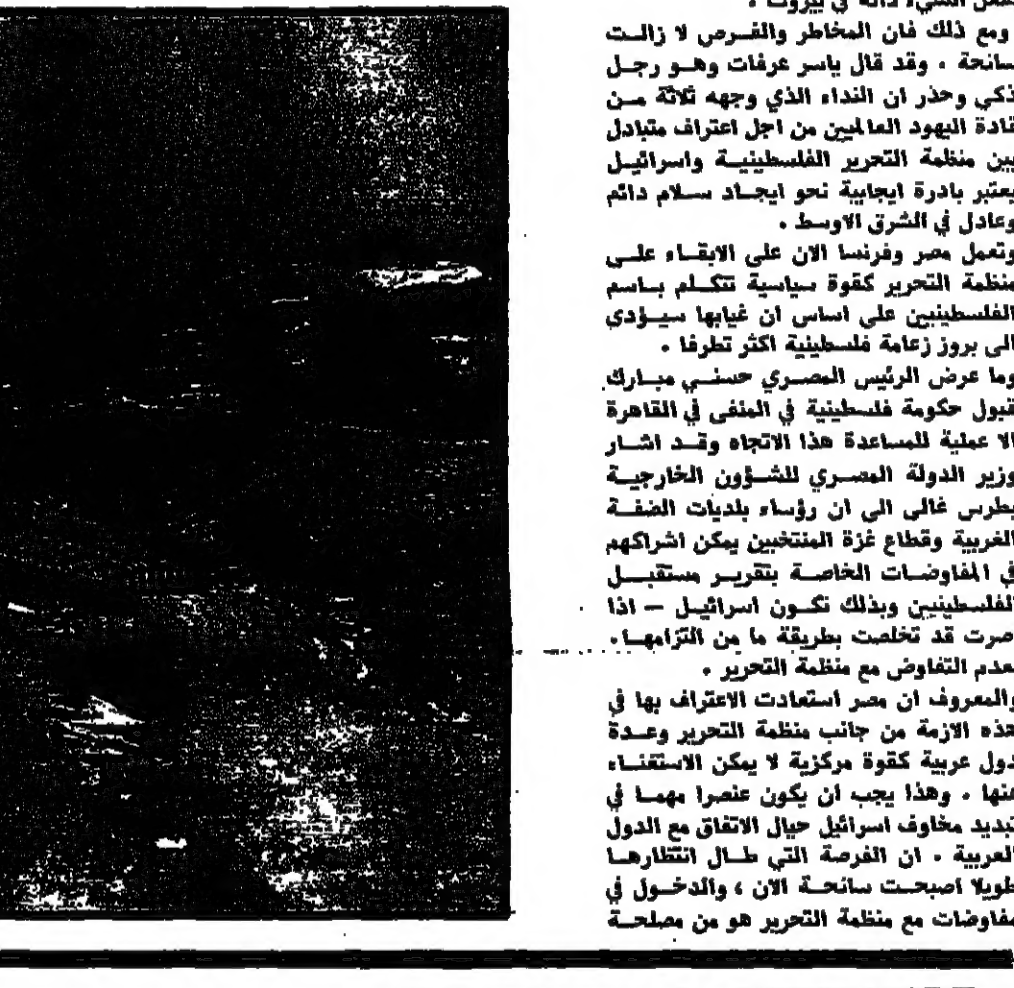 الشيء ذاته في بيروت .
ومع ذلك فان المخاطر والفرص لا زالت
سانحة . وقد قال ياسر عرفات وهو رجل
ذكي وحذر ان النداء الذي وجهه ثلاثة من
قادة اليهود العالميين من اجل اعتراف متبادل
بين منظمة التحرير الفلسطينية واسرائيل
يعتبر بادرة ايجابية نحو ايجاد سلام دائم
وعادل في الشرق الاوسط .
وتعمل مصر وفرنسا الان على الابقاء على
منظمة التحرير كقوة سياسية تتكلم باسم
الفلسطينيين على اساس ان غيابها سيؤدي
الى بروز زعامة فلسطينية اكثر تطرفا .
وما عرض الرئيس المصري حسني مبارك
قبول حكومة فلسطينية في المنفى في القاهرة
الا عملية للمساعدة هذا الاتجاه وقد اشار
وزير الدولة المصري للشؤون الخارجية
بطرس غالي الى ان رؤساء بلديات الضفة
الغربية وقطاع غزة المنتخبين يمكن اشراكهم
في المفاوضات الخاصة بتقرير مستقبل
الفلسطينيين وبذلك تكون اسرائيل — اذا
اصرت قد تخلصت بطريقة ما من التزامها .
بعدم التفاوض مع منظمة التحرير .
والمعروف ان مصر استعادت الاعتراف بها في
هذه الازمة من جانب منظمة التحرير وعدة
دول عربية كقوة مركزية لا يمكن الاستغناء
عنها . وهذا يجب ان يكون عنصرا مهما في
تبديد مخاوف اسرائيل حيال الاتفاق مع الدول
العربية . ان الفرصة التي طال انتظارها
طويلا اصبحت سانحة الان ، والدخول في
مفاوضات مع منظمة التحرير هو من مصلحة